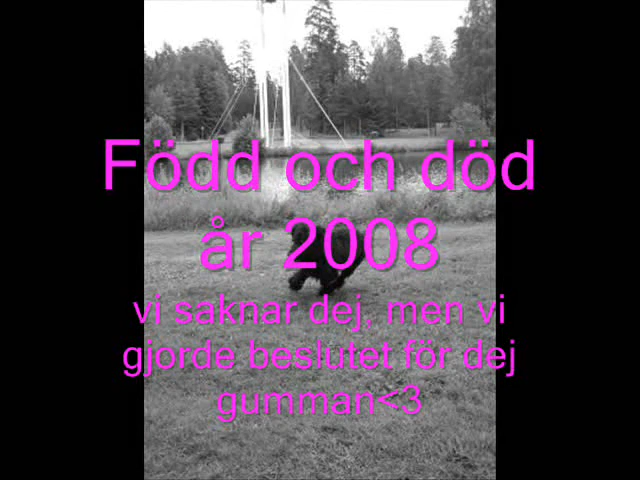 Född och död
år 2008
vi saknar dej, men vi
gjorde beslutet för dej
gumman<3